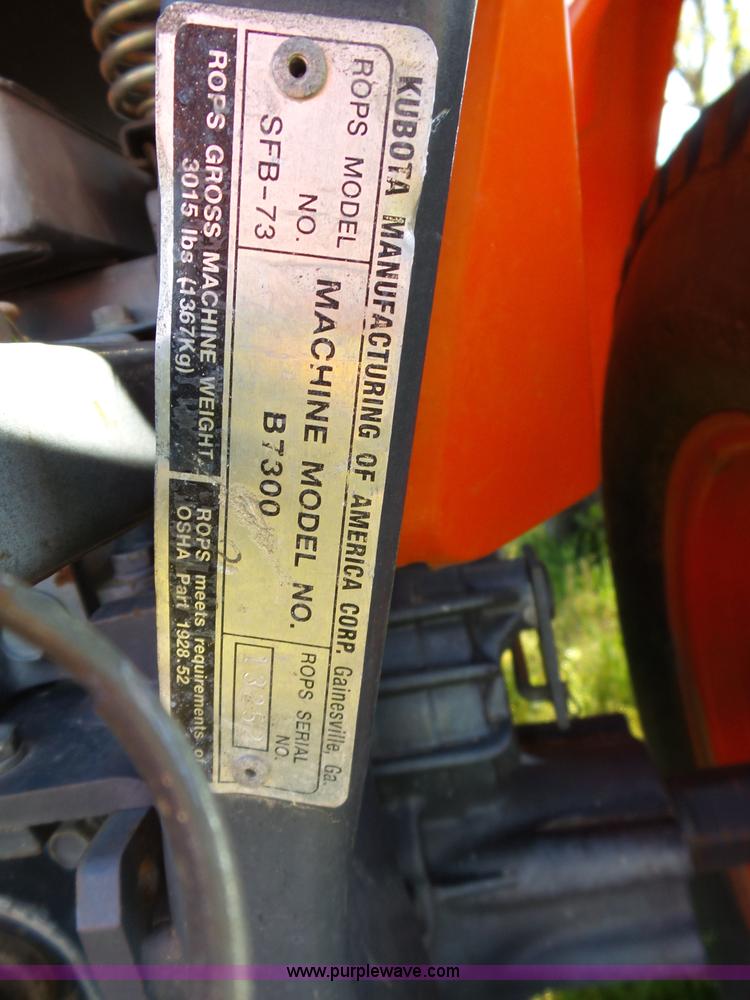 KUBOTA MANUFACTURING OF AMERICA CORP. Gainesville, Ga.
ROPS MODEL NO.
SFB-73
MACHINE MODEL NO.
B7300
ROPS SERIAL NO.
ROPS GROSS MACHINE WEIGHT
3015 lbs (1367Kg)
ROPS meets requirements of
OSHA Part 1928.52
www.purplewave.com